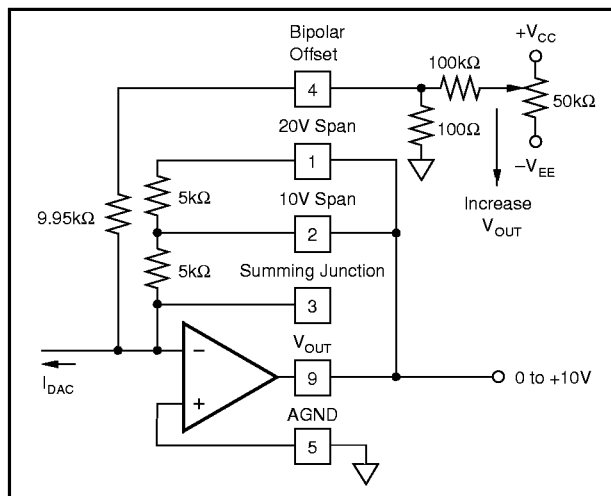 Bipolar
Offset
+VCC
100kΩ
4
50kΩ
100Ω
20V Span
–VEE
1
5kΩ
Increase
VOUT
10V Span
9.95kΩ
2
5kΩ
Summing Junction
3
VOUT
–
9
0 to +10V
IDAC
+
AGND
5